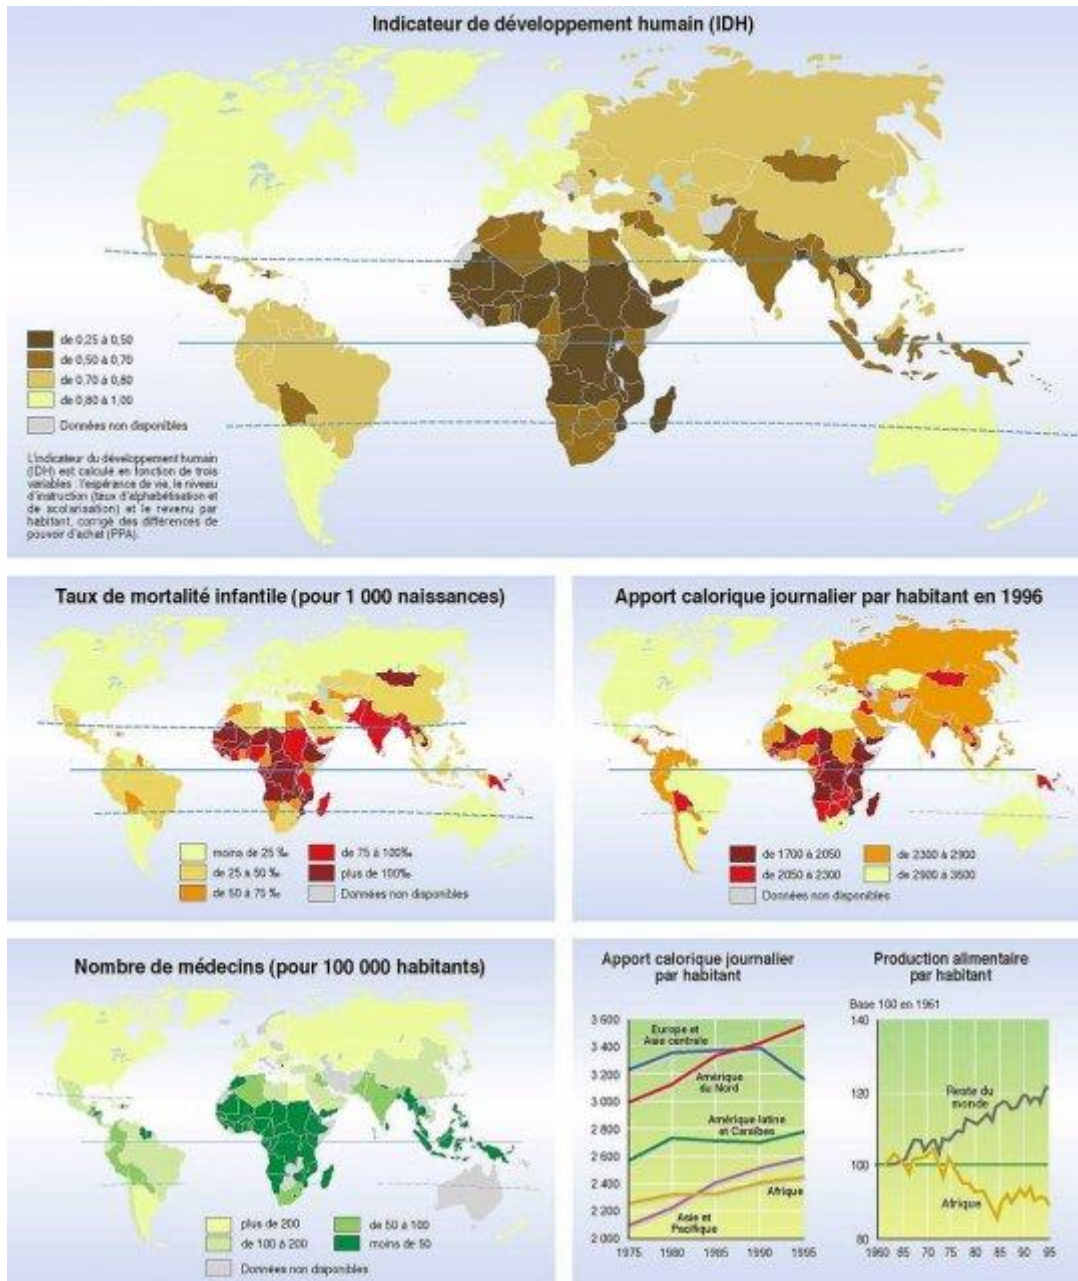 Indicateur de développement humain (IDH)
de 0,25 à 0,50
de 0,50 à 0,70
de 0,70 à 0,80
de 0,80 à 1,00
Données non disponibles
L'indicateur du développement humain
(IDH) est calculé en fonction de trois
variables : l'espérance de vie, le niveau
d'instruction (taux d'alphabétisation et
de scolarisation) et le revenu par
habitant, corrigé des différences de
pouvoir d'achat (PPA).
Taux de mortalité infantile (pour 1 000 naissances)
moins de 25 ‰
de 25 à 50 ‰
de 50 à 75 ‰
de 75 à 100‰
plus de 100‰
Données non disponibles
Apport calorique journalier par habitant en 1996
de 1700 à 2050
de 2050 à 2300
Données non disponibles
de 2300 à 2900
de 2900 à 3600
Nombre de médecins (pour 100 000 habitants)
plus de 200
de 100 à 200
de 50 à 100
moins de 50
Données non disponibles
Apport calorique journalier
par habitant
3 600
3 400
3 200
3 000
2 800
2 600
2 400
2 200
2 000
Europe et
Asie centrale
Amérique
du Nord
Amérique latine
et Caraïbes
Afrique
Asie et
Pacifique
1975 1980 1985 1990 1995
Production alimentaire
par habitant
Base 100 en 1961
140
120
100
80
Reste du
monde
Afrique
1960 65 70 75 80 85 90 95